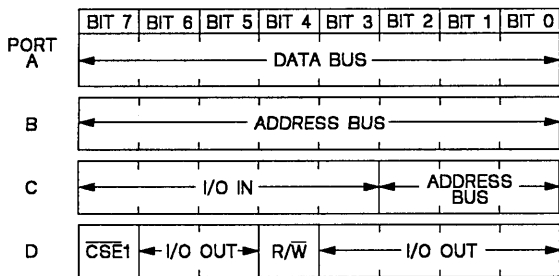 BIT 7 BIT 6 BIT 5 BIT 4 BIT 3 BIT 2 BIT 1 BIT 0
PORT
A DATA BUS
B ADDRESS BUS
C I/O IN ADDRESS
BUS
D C̅S̅E̅1 I/O OUT R/W̅ I/O OUT